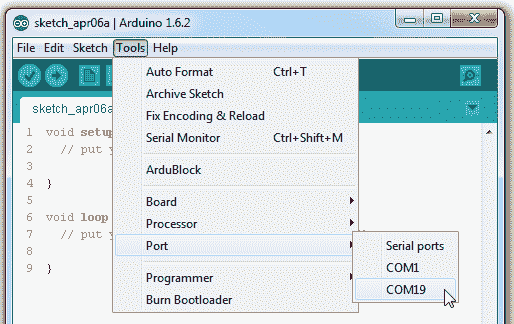 sketch_apr06a | Arduino 1.6.2
File Edit Sketch Tools Help
Auto Format Ctrl+T
Archive Sketch
Fix Encoding & Reload
Serial Monitor Ctrl+Shift+M
ArduBlock
Board
Processor
Port
Programmer
Burn Bootloader
Serial ports
COM1
COM19
sketch_apr06a
1 void setup
2 // put y
3
4 }
5
6 void loop
7 // put y
8
9 }